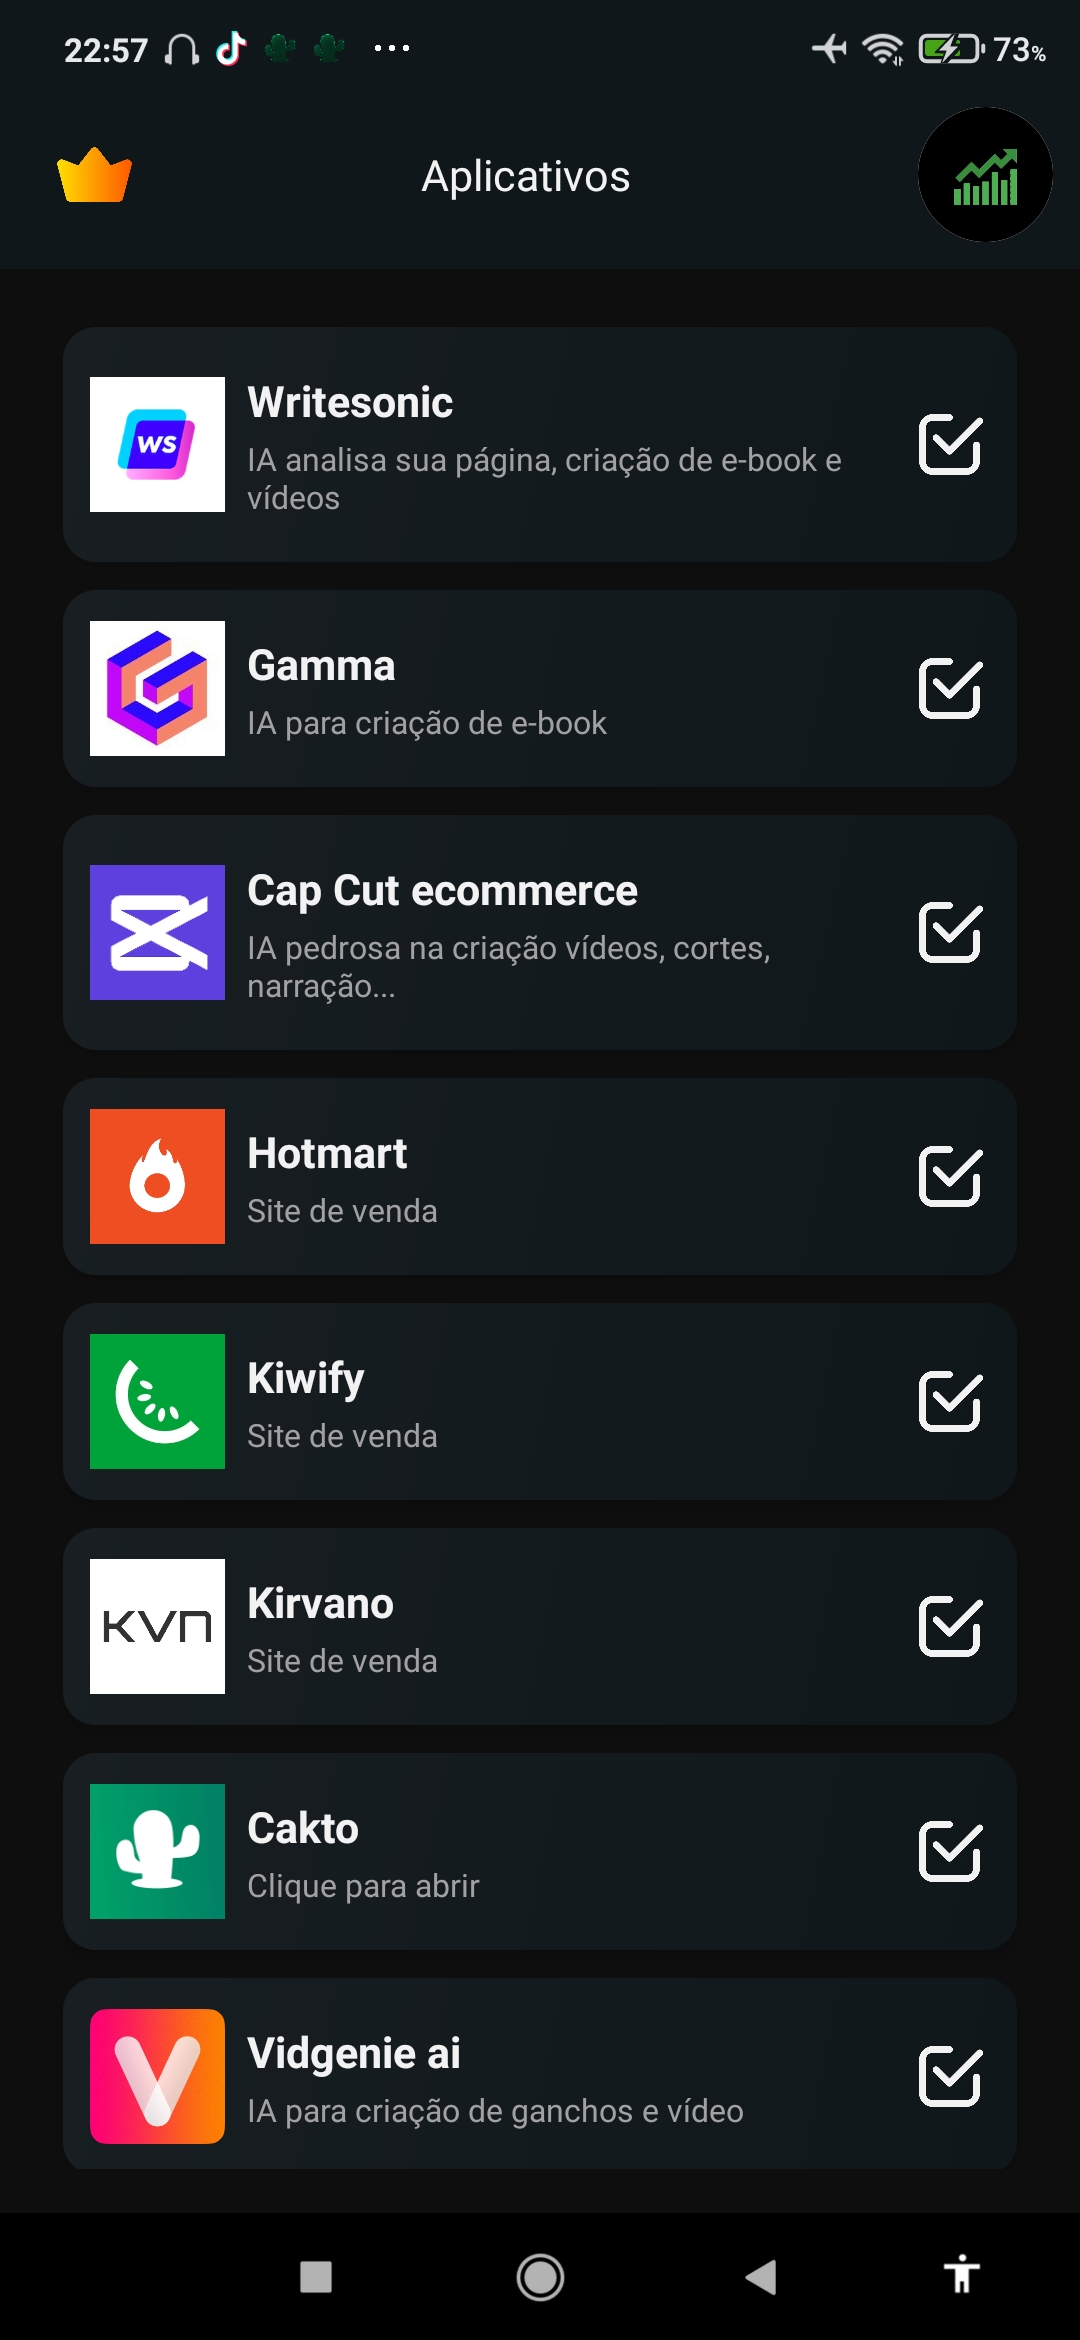 22:57
73%
Aplicativos
WS
Writesonic
IA analisa sua página, criação de e-book e
vídeos
Gamma
IA para criação de e-book
Cap Cut ecommerce
IA pedrosa na criação vídeos, cortes,
narração...
Hotmart
Site de venda
Kiwify
Site de venda
KVN
Kirvano
Site de venda
Cakto
Clique para abrir
Vidgenie ai
IA para criação de ganchos e vídeo